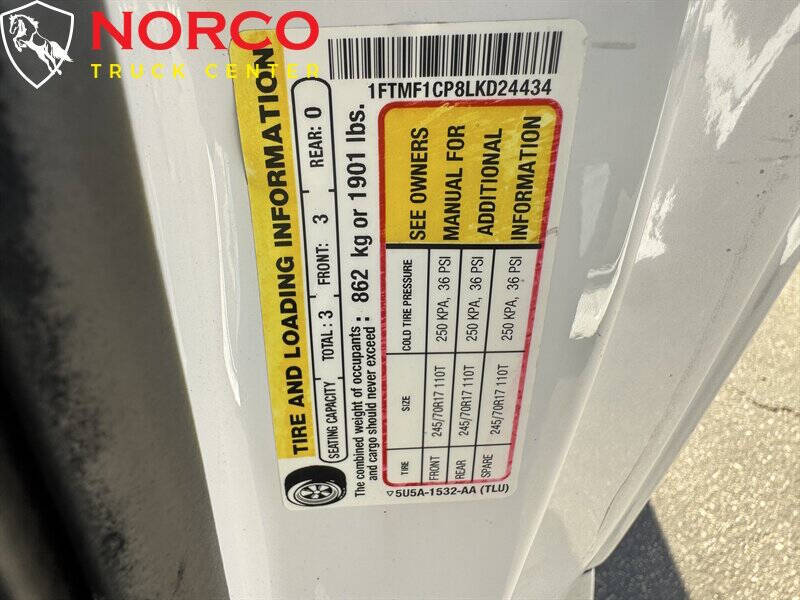 NORCO
TRUCK CENTER
1FTMF1CP8LKD24434
TIRE AND LOADING INFORMATION
SEATING CAPACITY TOTAL : 3 FRONT: 3 REAR: 0
The combined weight of occupants
and cargo should never exceed : 862 kg or 1901 lbs.
TIRE SIZE COLD TIRE PRESSURE
FRONT 245/70R17 110T 250 KPA, 36 PSI
REAR 245/70R17 110T 250 KPA, 36 PSI
SPARE 245/70R17 110T 250 KPA, 36 PSI
SEE OWNERS
MANUAL FOR
ADDITIONAL
INFORMATION
5U5A-1532-AA (TLU)